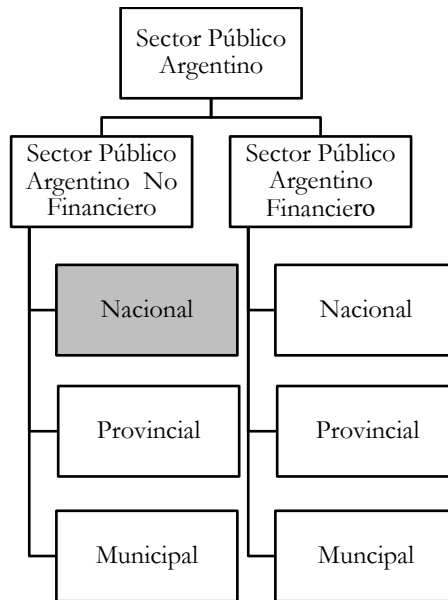 Sector Público
Argentino
Sector Público
Argentino No
Financiero
Sector Público
Argentino
Financiero
Nacional
Nacional
Provincial
Provincial
Municipal
Muncipal